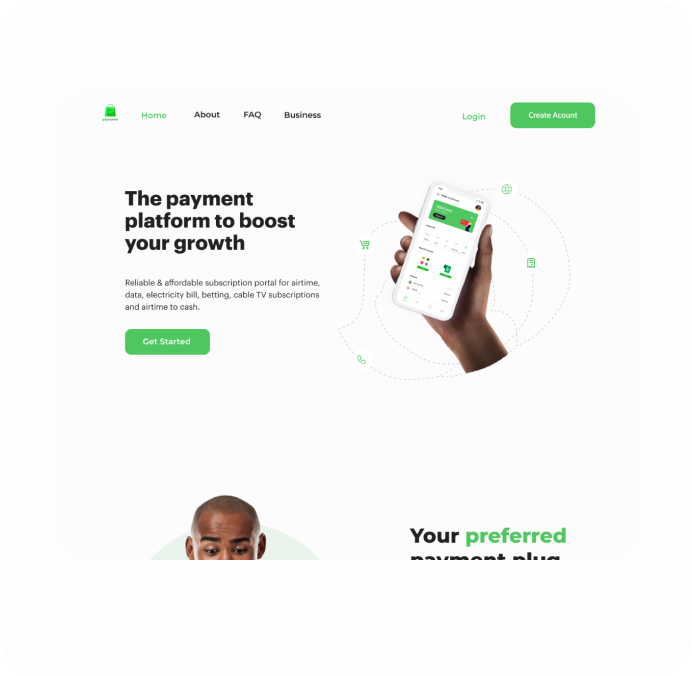 Home
About
FAQ
Business
Login
Create Acount
The payment
platform to boost
your growth
Reliable & affordable subscription portal for airtime,
data, electricity bill, betting, cable TV subscriptions
and airtime to cash.
Get Started
Your preferred
payment plug